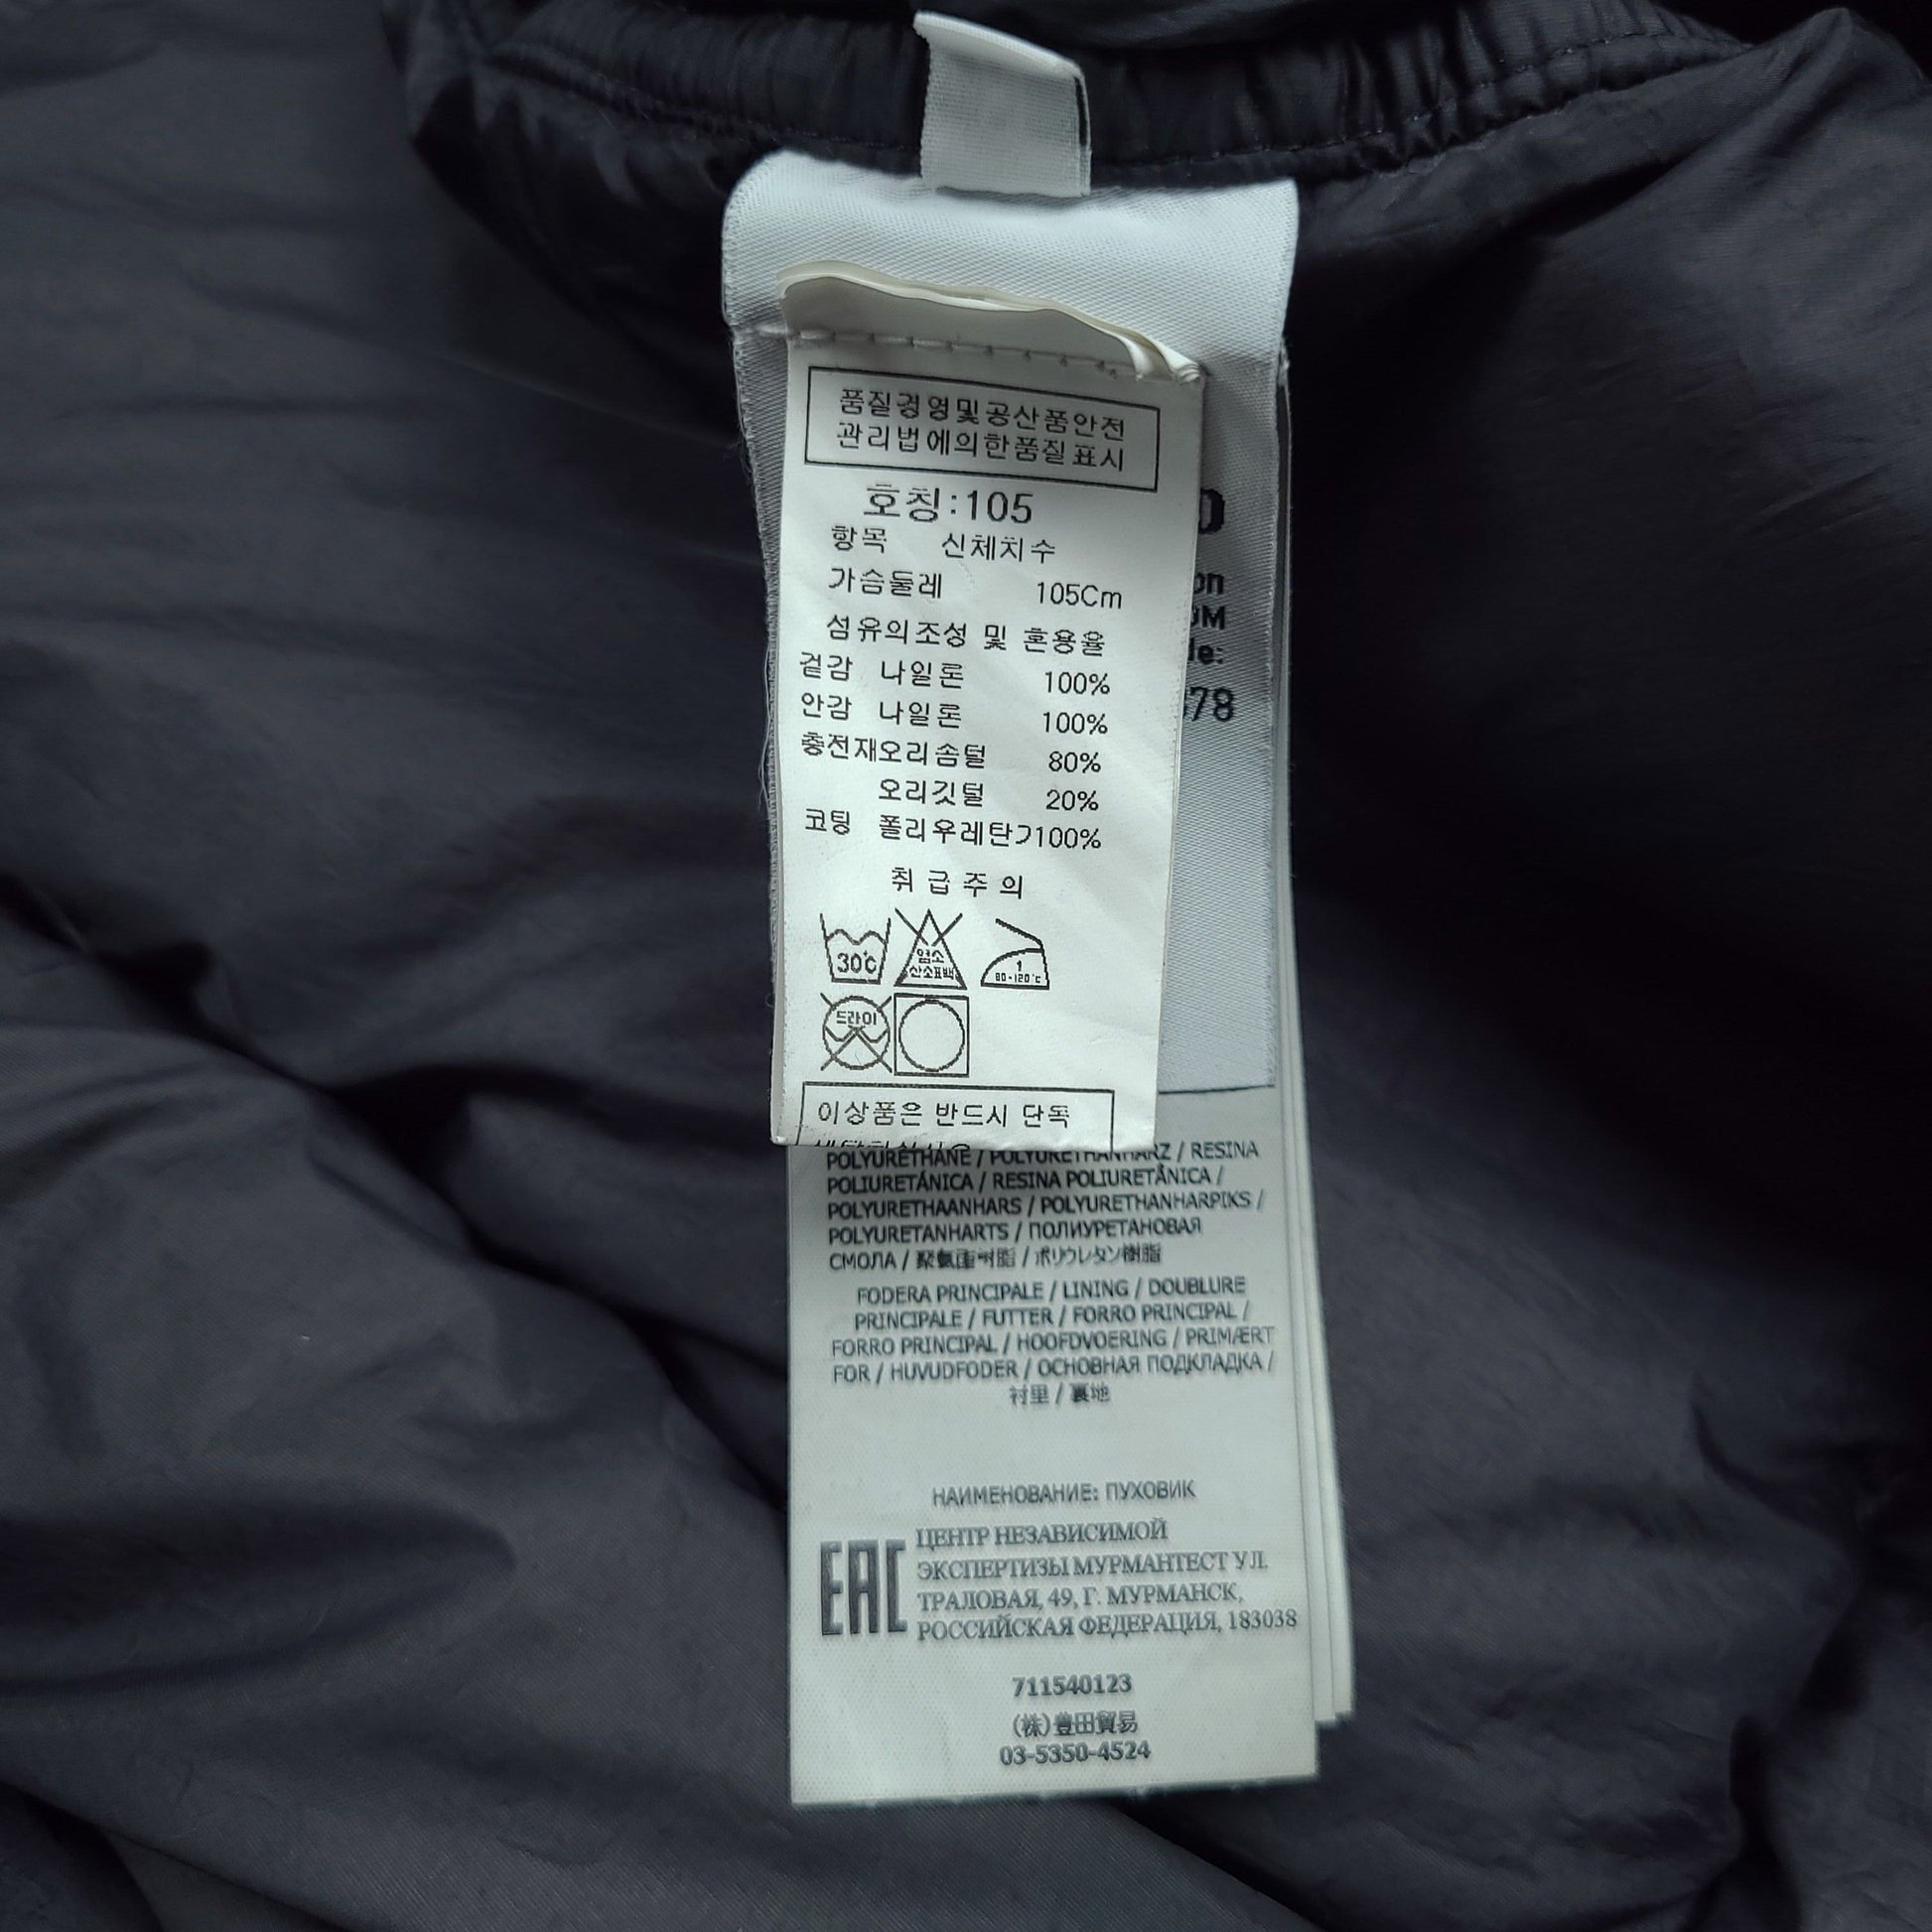 품질경영및공산품안전
관리법에의한품질표시
호칭:105
항목 신체치수
가슴둘레 105Cm
섬유의조성 및 혼용율
겉감 나일론 100%
안감 나일론 100%
충전재오리솜털 80%
오리깃털 20%
코팅 폴리우레탄 100%
취급주의
30℃
염소
산소표백
1
80-120℃
드라이
이상품은 반드시 단독
on
le:
78
POLYURETHANE / POLYURETHANHARZ / RESINA
POLIURETÁNICA / RESINA POLIURETÂNICA /
POLYURETHAANHARS / POLYURETHANHARPIKS /
POLYURETANHARTS / ПОЛИУРЕТАНОВАЯ
СМОЛА / 聚氨酯树脂 / ポリウレタン樹脂
FODERA PRINCIPALE / LINING / DOUBLURE
PRINCIPALE / FUTTER / FORRO PRINCIPAL /
FORRO PRINCIPAL / HOOFDVOERING / PRIMÆRT
FOR / HUVUDFODER / ОСНОВНАЯ ПОДКЛАДКА /
衬里 / 裏地
НАИМЕНОВАНИЕ: ПУХОВИК
EAC
ЦЕНТР НЕЗАВИСИМОЙ
ЭКСПЕРТИЗЫ МУРМАНТЕСТ УЛ.
ТРАЛОВАЯ, 49, Г. МУРМАНСК,
РОССИЙСКАЯ ФЕДЕРАЦИЯ, 183038
711540123
(株)豊田貿易
03-5350-4524